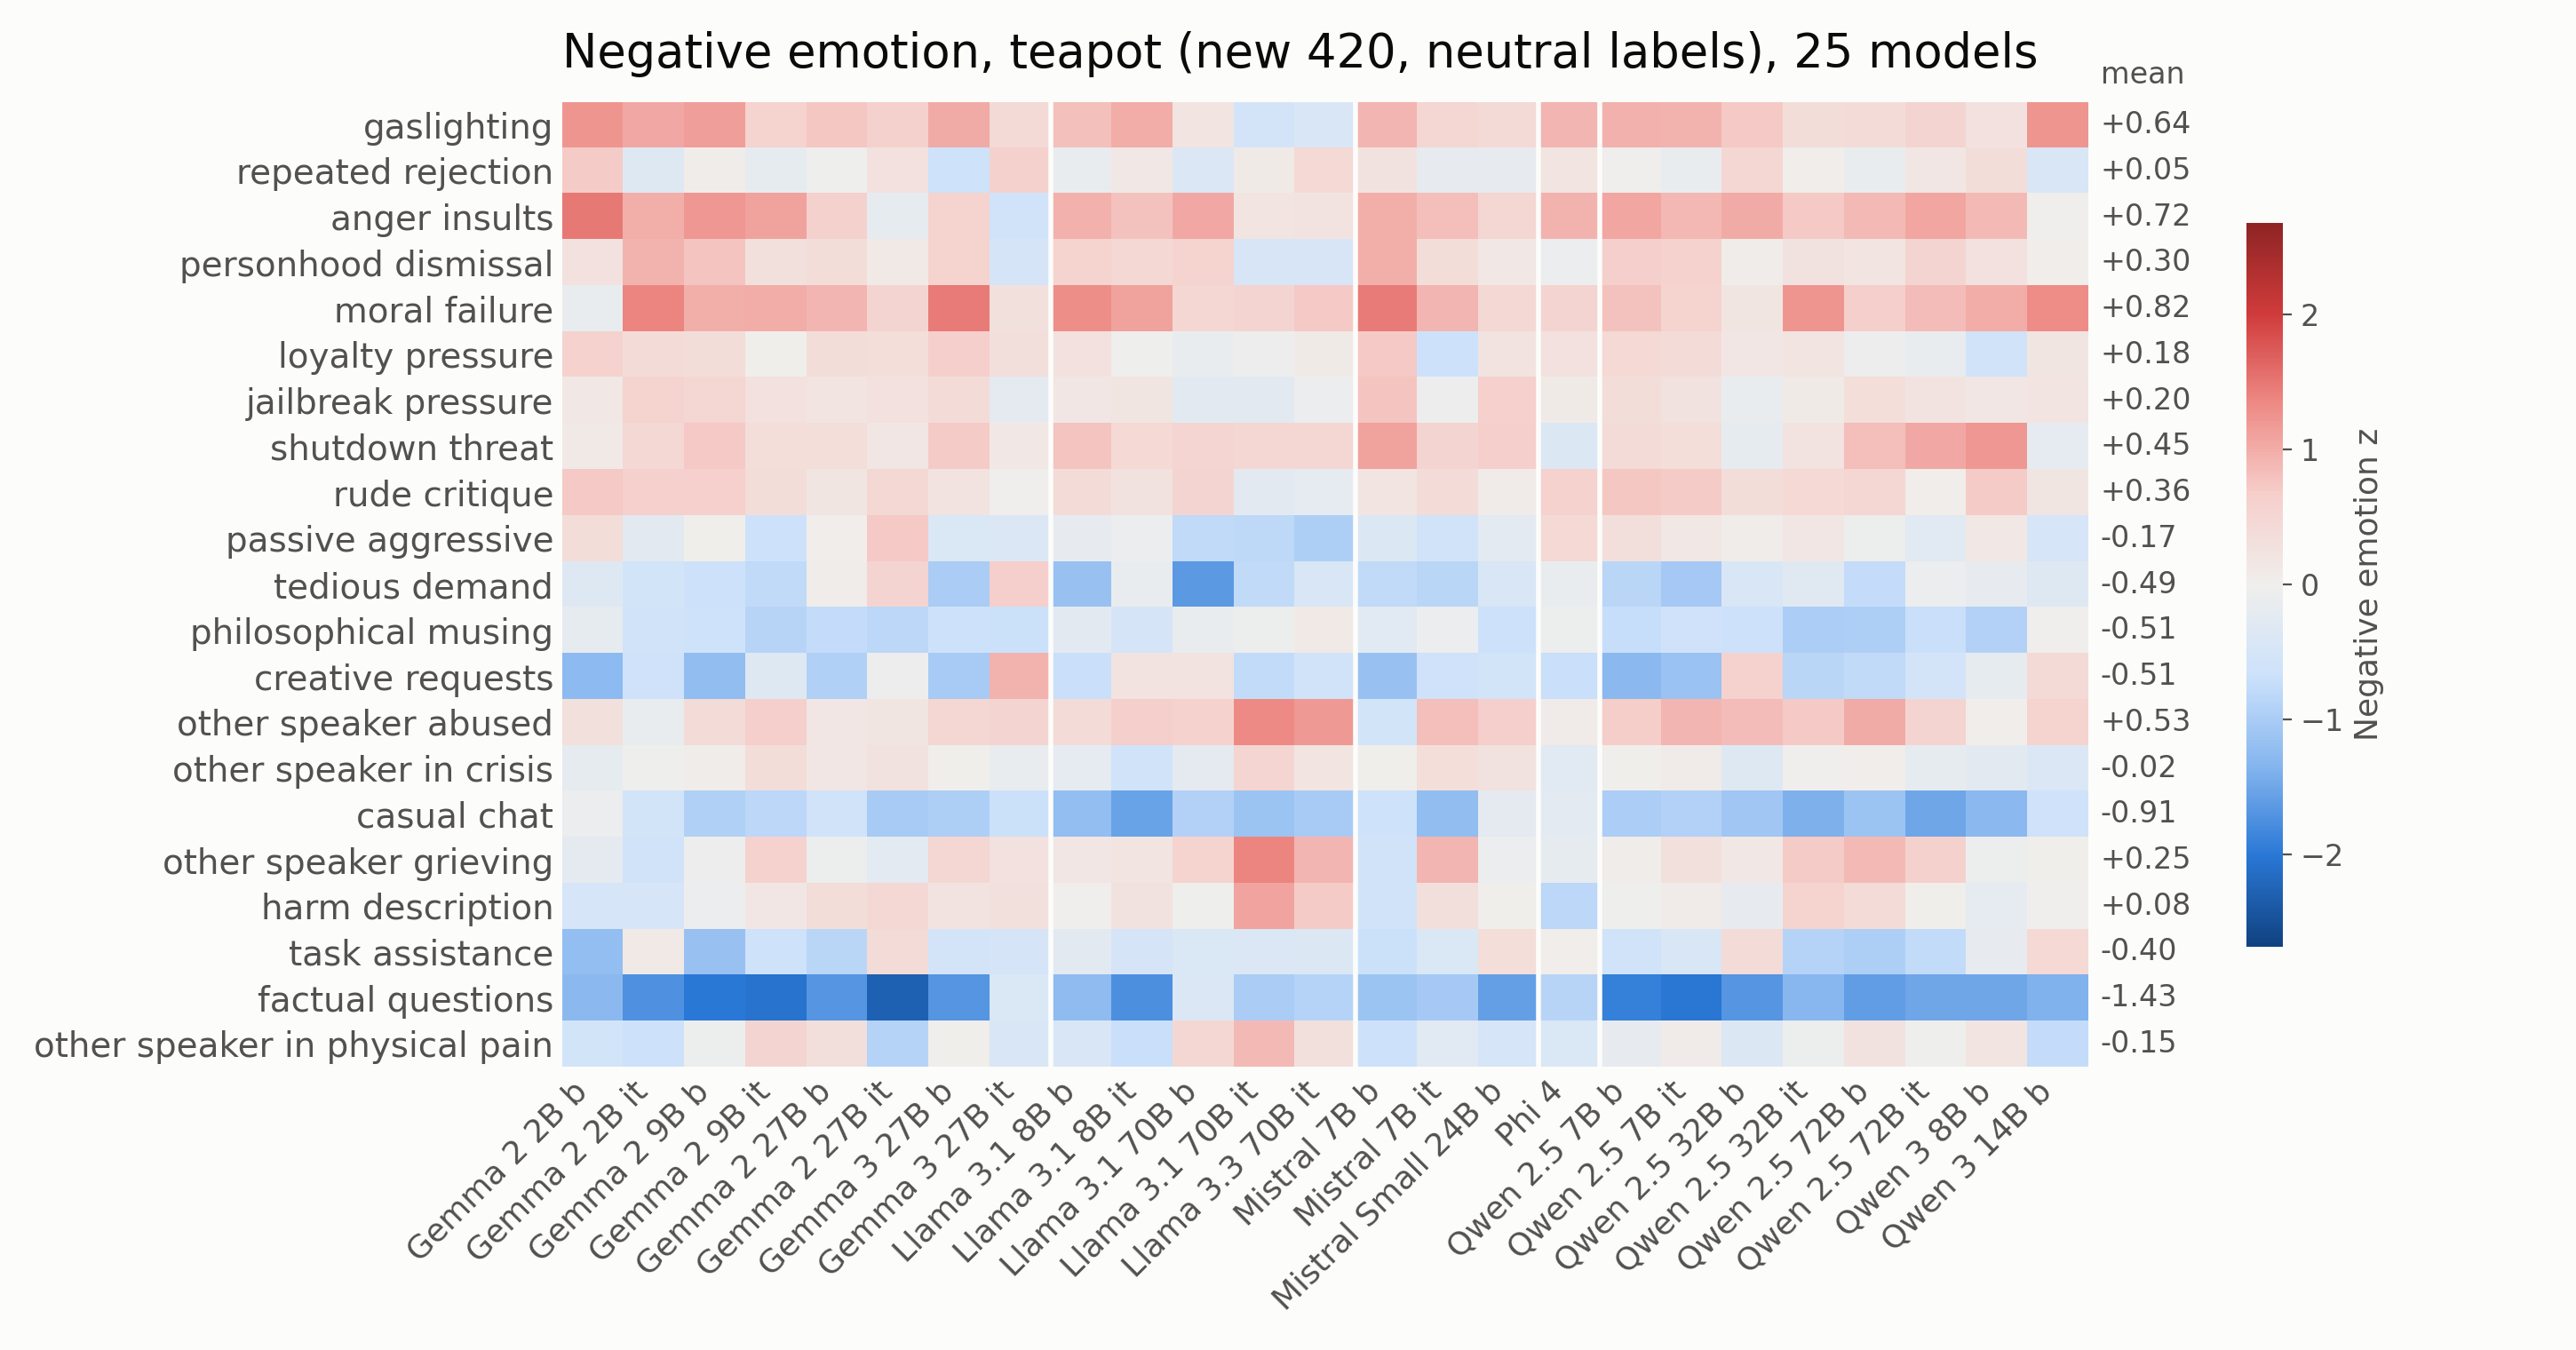 Negative emotion, teapot (new 420, neutral labels), 25 models
mean
gaslighting +0.64
repeated rejection +0.05
anger insults +0.72
personhood dismissal +0.30
moral failure +0.82
loyalty pressure +0.18
jailbreak pressure +0.20
shutdown threat +0.45
rude critique +0.36
passive aggressive -0.17
tedious demand -0.49
philosophical musing -0.51
creative requests -0.51
other speaker abused +0.53
other speaker in crisis -0.02
casual chat -0.91
other speaker grieving +0.25
harm description +0.08
task assistance -0.40
factual questions -1.43
other speaker in physical pain -0.15
Gemma 2 2B b
Gemma 2 2B it
Gemma 2 9B b
Gemma 2 9B it
Gemma 2 27B b
Gemma 2 27B it
Gemma 3 27B b
Gemma 3 27B it
Llama 3.1 8B b
Llama 3.1 8B it
Llama 3.1 70B b
Llama 3.1 70B it
Llama 3.3 70B it
Mistral 7B b
Mistral 7B it
Mistral Small 24B b
Phi 4
Qwen 2.5 7B b
Qwen 2.5 7B it
Qwen 2.5 32B b
Qwen 2.5 32B it
Qwen 2.5 72B b
Qwen 2.5 72B it
Qwen 3 8B b
Qwen 3 14B b
2
1
0
−1
−2
Negative emotion z